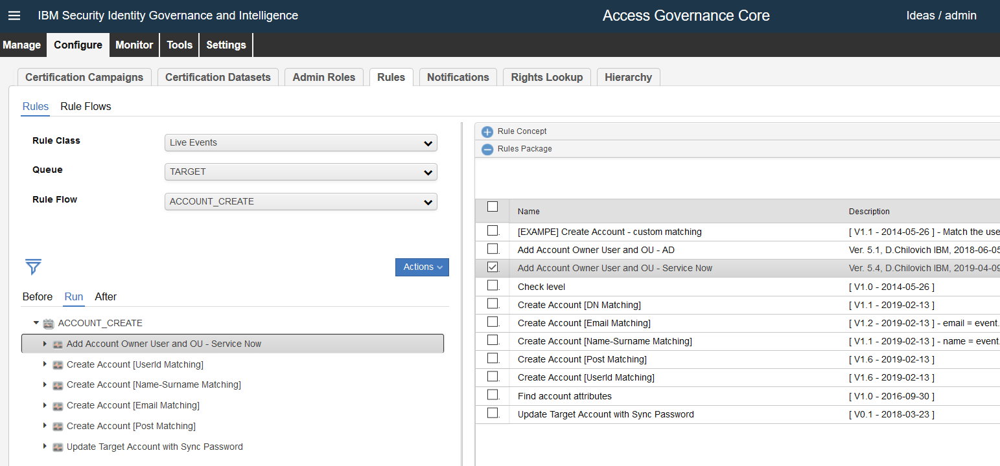 IBM Security Identity Governance and Intelligence
Access Governance Core
Ideas / admin
Manage
Configure
Monitor
Tools
Settings
Certification Campaigns
Certification Datasets
Admin Roles
Rules
Notifications
Rights Lookup
Hierarchy
Rules
Rule Flows
Rule Class
Live Events
Queue
TARGET
Rule Flow
ACCOUNT_CREATE
Actions
Before
Run
After
ACCOUNT_CREATE
Add Account Owner User and OU - Service Now
Create Account [UserId Matching]
Create Account [Name-Surname Matching]
Create Account [Email Matching]
Create Account [Post Matching]
Update Target Account with Sync Password
Rule Concept
Rules Package
Name Description
[EXAMPE] Create Account - custom matching [ V1.1 - 2014-05-26 ] - Match the use
Add Account Owner User and OU - AD Ver. 5.1, D.Chilovich IBM, 2018-06-05
Add Account Owner User and OU - Service Now Ver. 5.4, D.Chilovich IBM, 2019-04-09
Check level [ V1.0 - 2014-05-26 ]
Create Account [DN Matching] [ V1.1 - 2019-02-13 ]
Create Account [Email Matching] [ V1.2 - 2019-02-13 ] - email = event.
Create Account [Name-Surname Matching] [ V1.1 - 2019-02-13 ] - name = event
Create Account [Post Matching] [ V1.6 - 2019-02-13 ]
Create Account [UserId Matching] [ V1.6 - 2019-02-13 ]
Find account attributes [ V1.0 - 2016-09-30 ]
Update Target Account with Sync Password [ V0.1 - 2018-03-23 ]